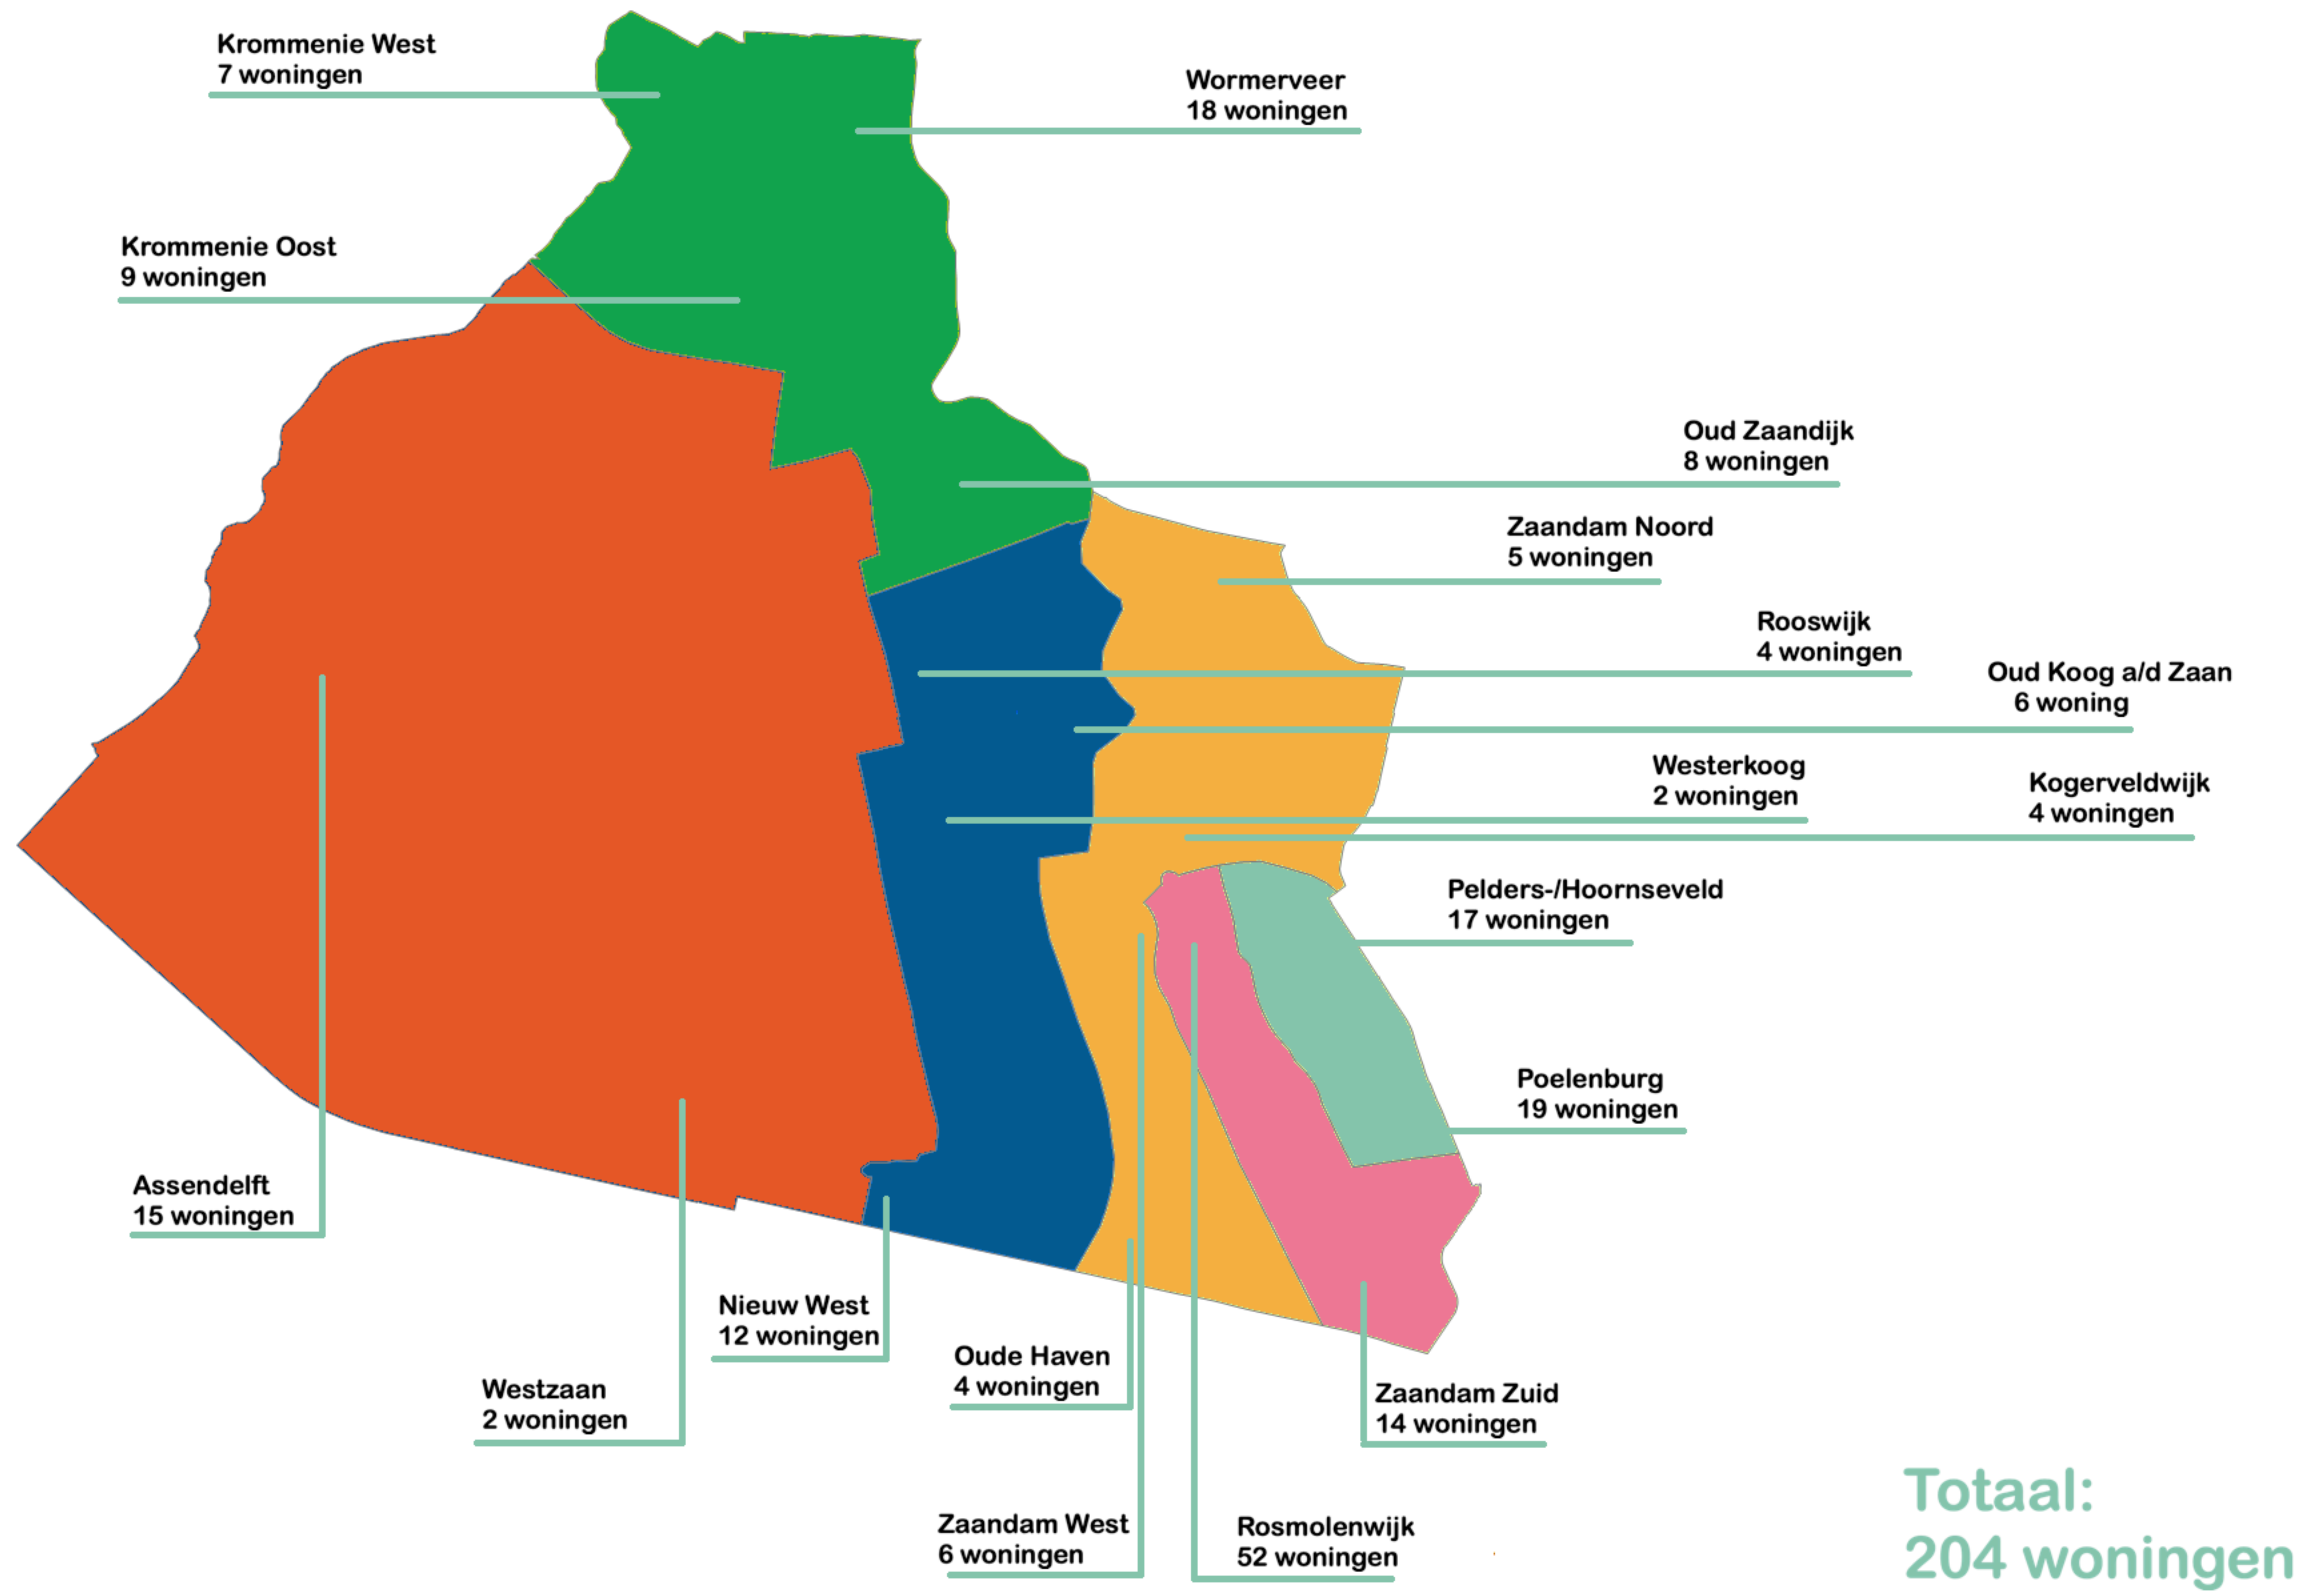 Krommenie West
7 woningen
Wormerveer
18 woningen
Krommenie Oost
9 woningen
Oud Zaandijk
8 woningen
Zaandam Noord
5 woningen
Rooswijk
4 woningen
Oud Koog a/d Zaan
6 woning
Westerkoog
2 woningen
Kogerveldwijk
4 woningen
Pelders-/Hoornseveld
17 woningen
Poelenburg
19 woningen
Assendelft
15 woningen
Nieuw West
12 woningen
Oude Haven
4 woningen
Westzaan
2 woningen
Zaandam Zuid
14 woningen
Zaandam West
6 woningen
Rosmolenwijk
52 woningen
Totaal:
204 woningen